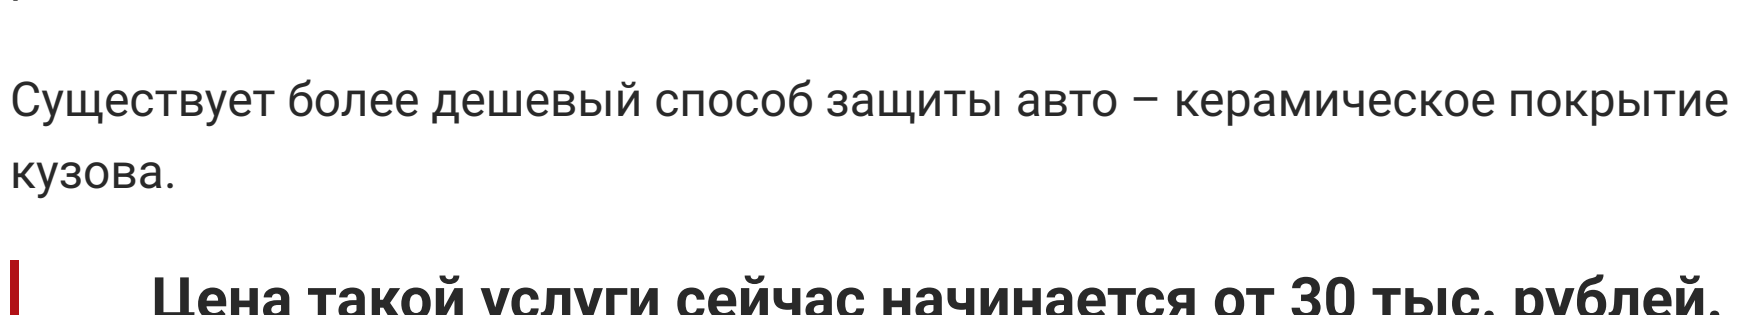 Существует более дешевый способ защиты авто – керамическое покрытие
кузова.
Цена такой услуги сейчас начинается от 30 тыс. рублей.